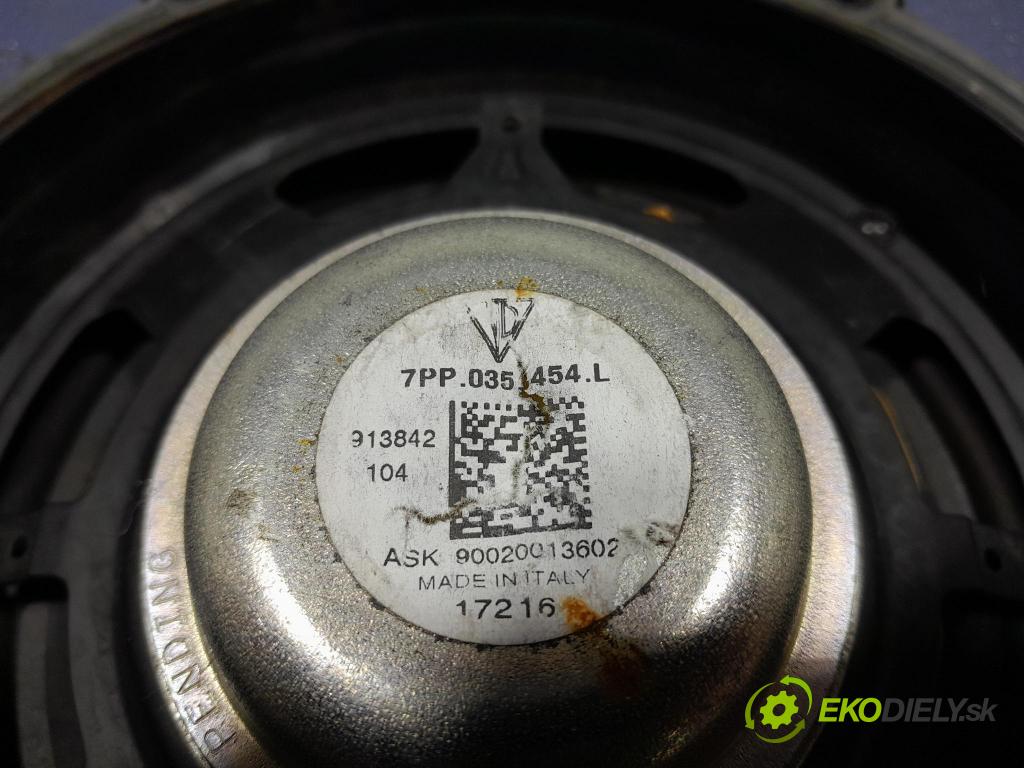 7PP.035.454.L
913842
104
ASK 90020013602
MADE IN ITALY
17216
PENDING
EKODIELY.sk